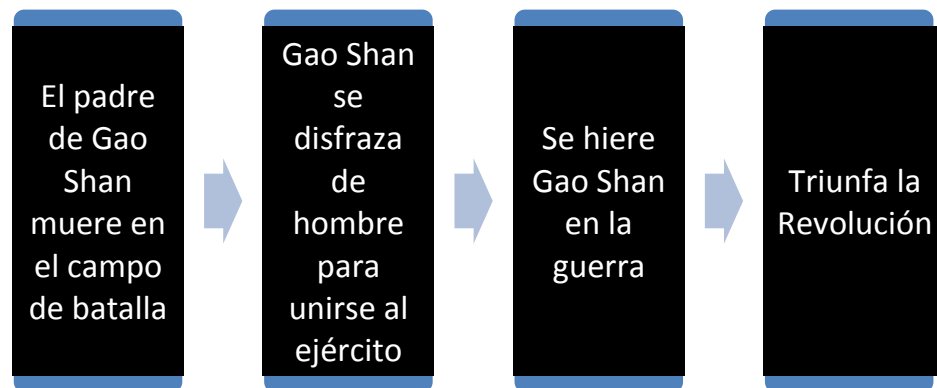 El padre
de Gao
Shan
muere en
el campo
de batalla
Gao Shan
se
disfraza
de
hombre
para
unirse al
ejército
Se hiere
Gao Shan
en la
guerra
Triunfa la
Revolución